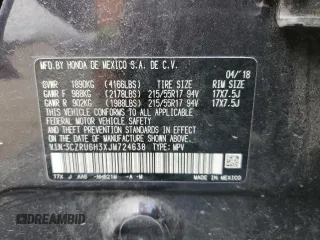 MFD.BY HONDA DE MEXICO S.A. DE C.V.
04/18
GVWR 1890KG (4166LBS) TIRE SIZE RIM SIZE
GAWR F 988KG (2178LBS) 215/55R17 94V 17X7.5J
GAWR R 902KG (1988LBS) 215/55R17 94V 17X7.5J
THIS VEHICLE CONFORMS TO ALL APPLICABLE
FEDERAL MOTOR VEHICLE SAFETY AND THEFT
PREVENTION STANDARDS IN EFFECT ON THE DATE
OF MANUFACTURE SHOWN ABOVE.
V.I.N:3CZRU6H3XJM724638 TYPE: MPV
MADE IN MEXICO